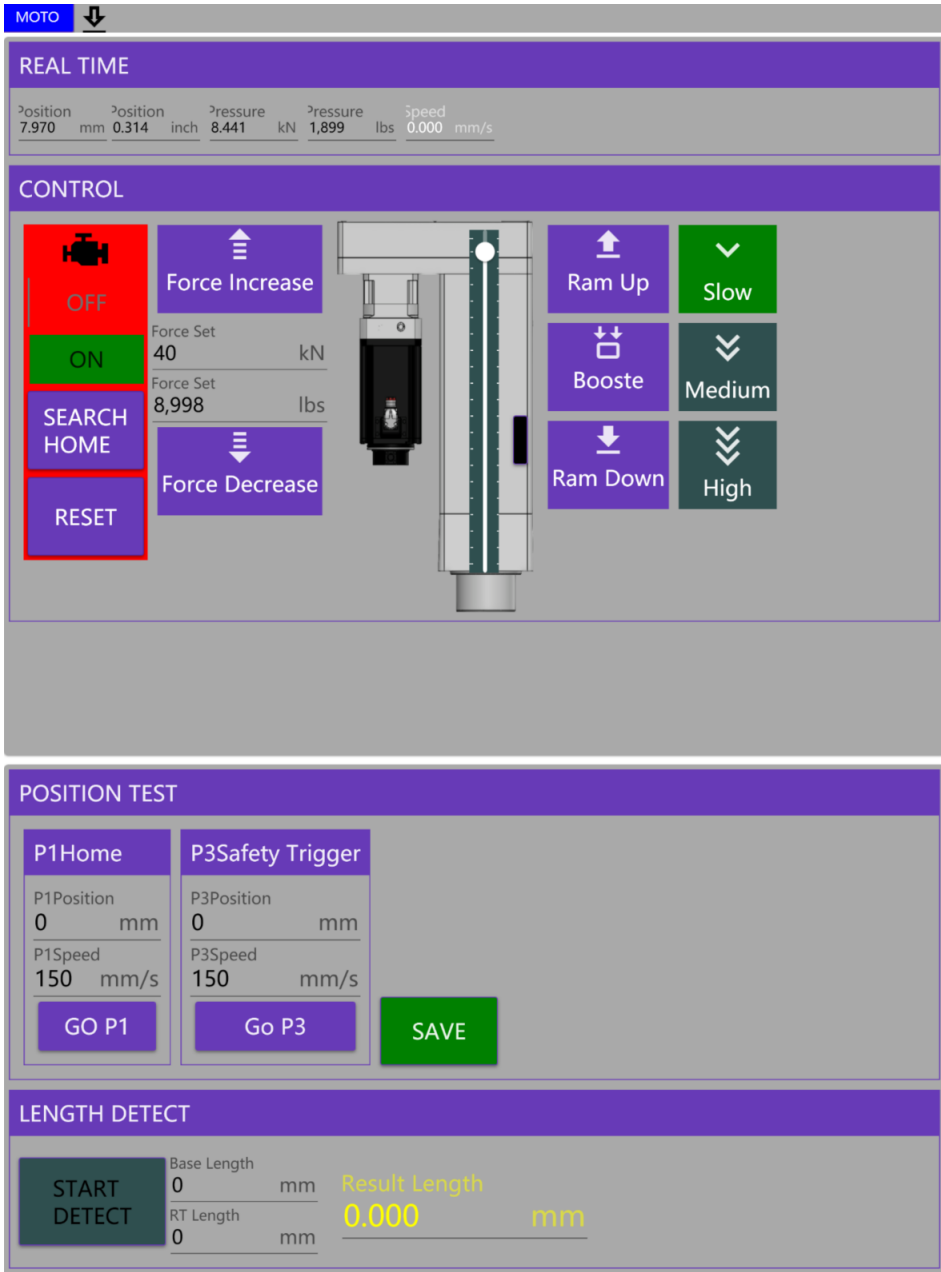 MOTO
REAL TIME
Position Position Pressure Pressure Speed
7.970 mm 0.314 inch 8.441 kN 1,899 lbs 0.000 mm/s
CONTROL
OFF
ON
SEARCH
HOME
RESET
Force Increase
Force Set
40 kN
Force Set
8,998 lbs
Force Decrease
Ram Up
Booste
Ram Down
Slow
Medium
High
POSITION TEST
P1Home
P1Position
0 mm
P1Speed
150 mm/s
GO P1
P3Safety Trigger
P3Position
0 mm
P3Speed
150 mm/s
Go P3
SAVE
LENGTH DETECT
START
DETECT
Base Length
0 mm
RT Length
0 mm
Result Length
0.000 mm